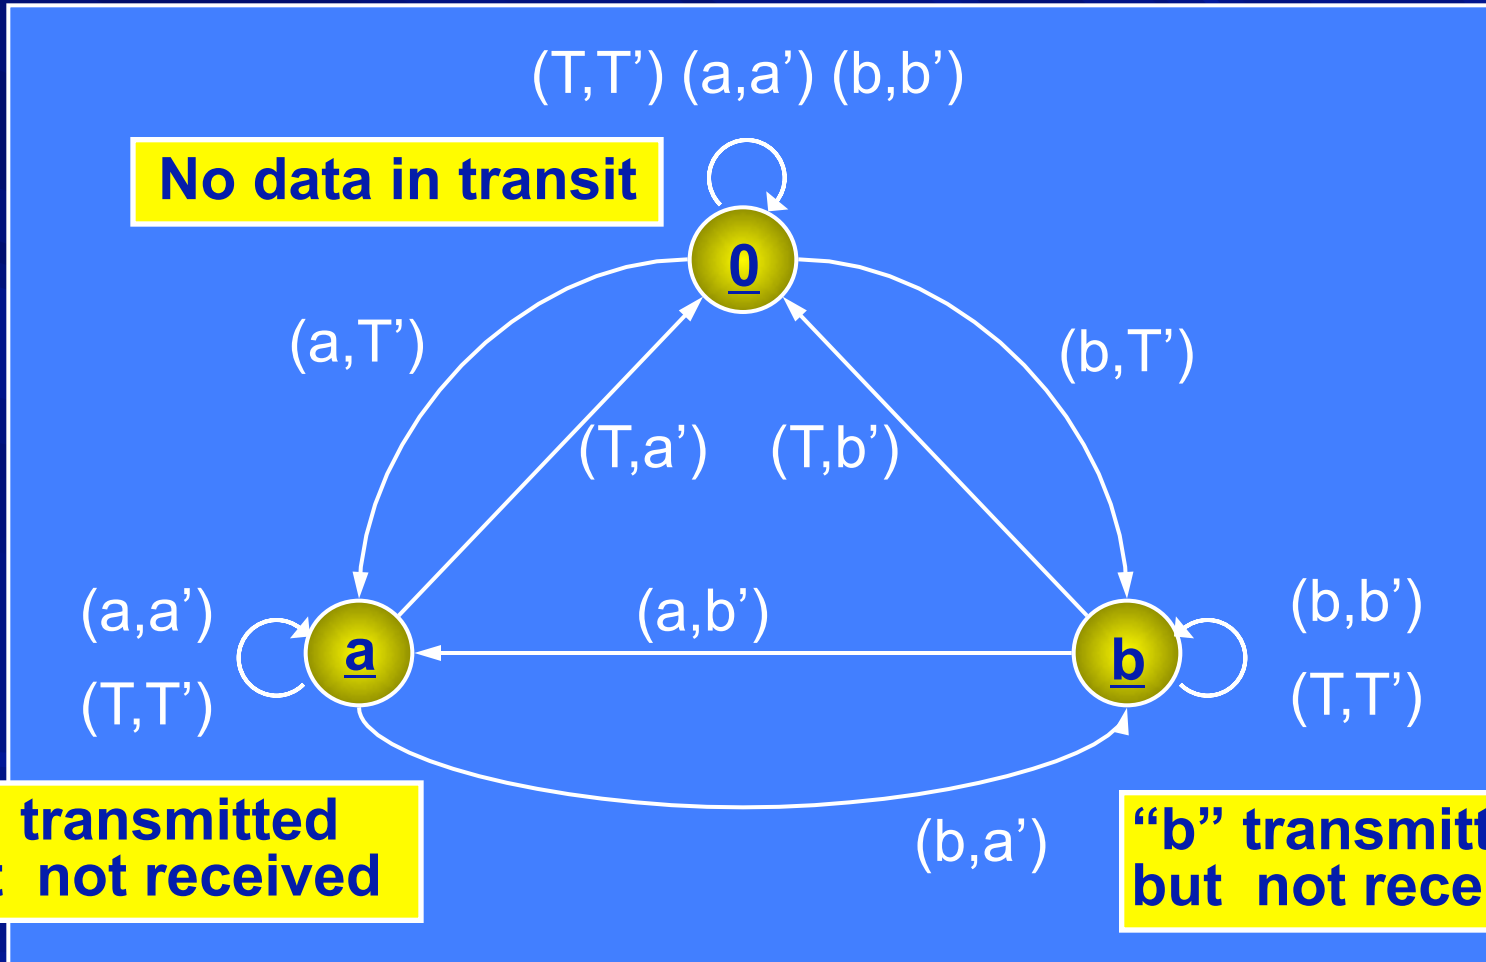 (T,T’) (a,a’) (b,b’)
No data in transit
0
(a,T’)
(b,T’)
(T,a’)
(T,b’)
(a,a’)
(a,b’)
(b,b’)
a
b
(T,T’)
(T,T’)
transmitted
not received
(b,a’)
“b” transmitt
but not rece